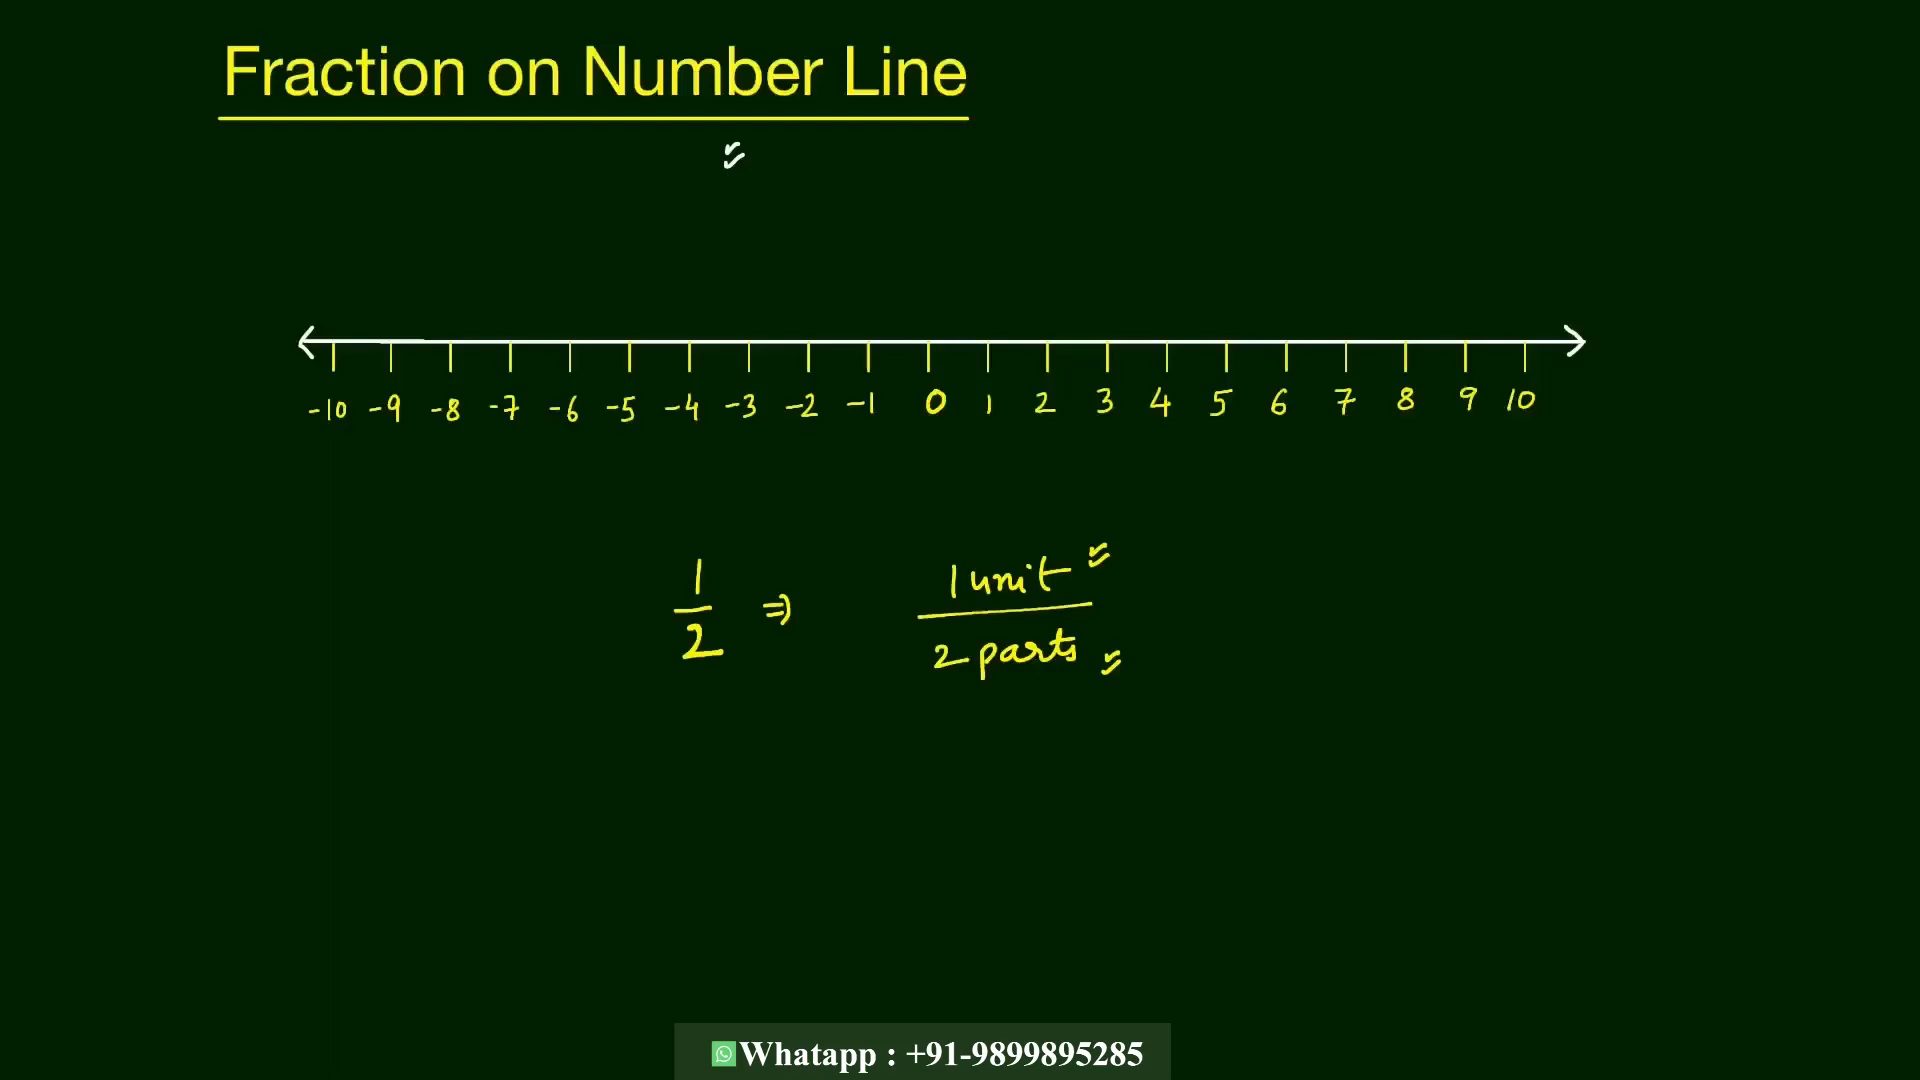 Fraction on Number Line
-10 -9 -8 -7 -6 -5 -4 -3 -2 -1 0 1 2 3 4 5 6 7 8 9 10
1/2 ⇒ 1 unit/2 parts
Whatapp : +91-9899895285